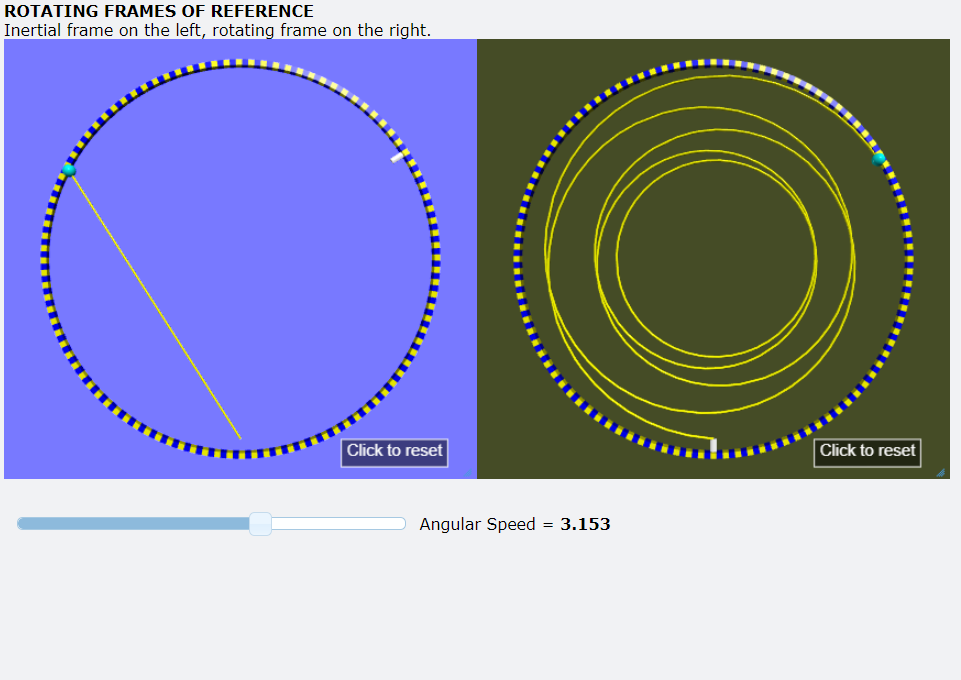 ROTATING FRAMES OF REFERENCE
Inertial frame on the left, rotating frame on the right.
Click to reset
Click to reset
Angular Speed = 3.153